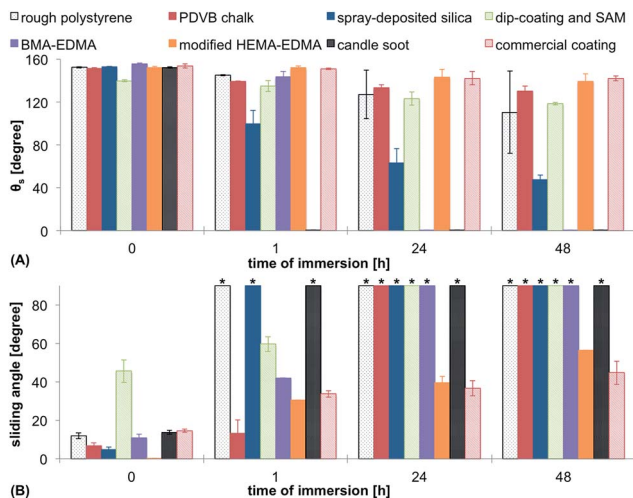 rough polystyrene PDVB chalk spray-deposited silica dip-coating and SAM
BMA-EDMA modified HEMA-EDMA candle soot commercial coating
160
120
80
40
0
θs [degree]
0 1 24 48
(A) time of immersion [h]
* * * * * * * * * * * * * *
80
60
40
20
0
sliding angle [degree]
0 1 24 48
(B) time of immersion [h]